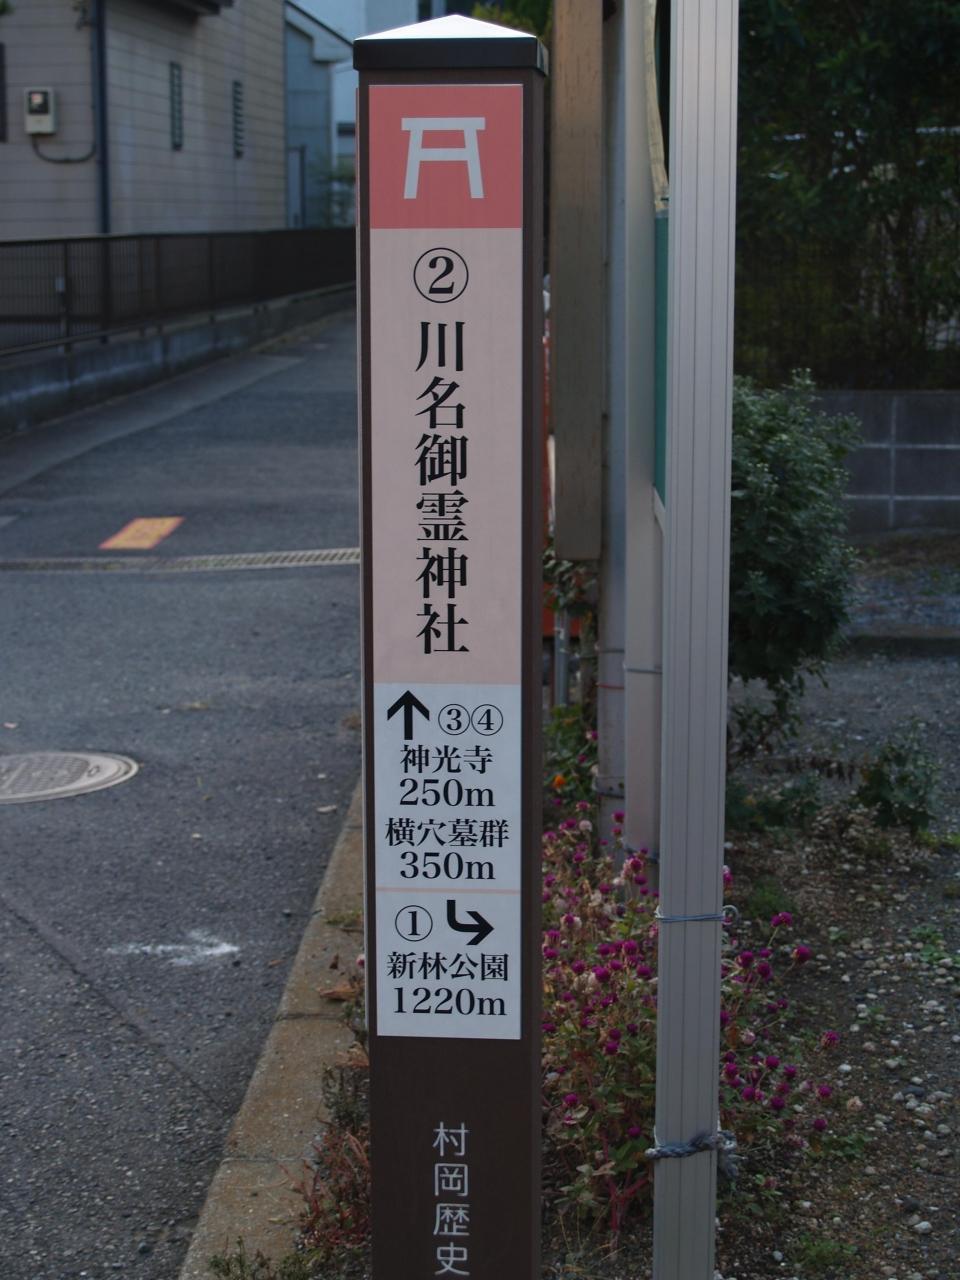 ② 川名御霊神社
↑ ③④
神光寺
250m
横穴墓群
350m
① ↳
新林公園
1220m
村岡歴史